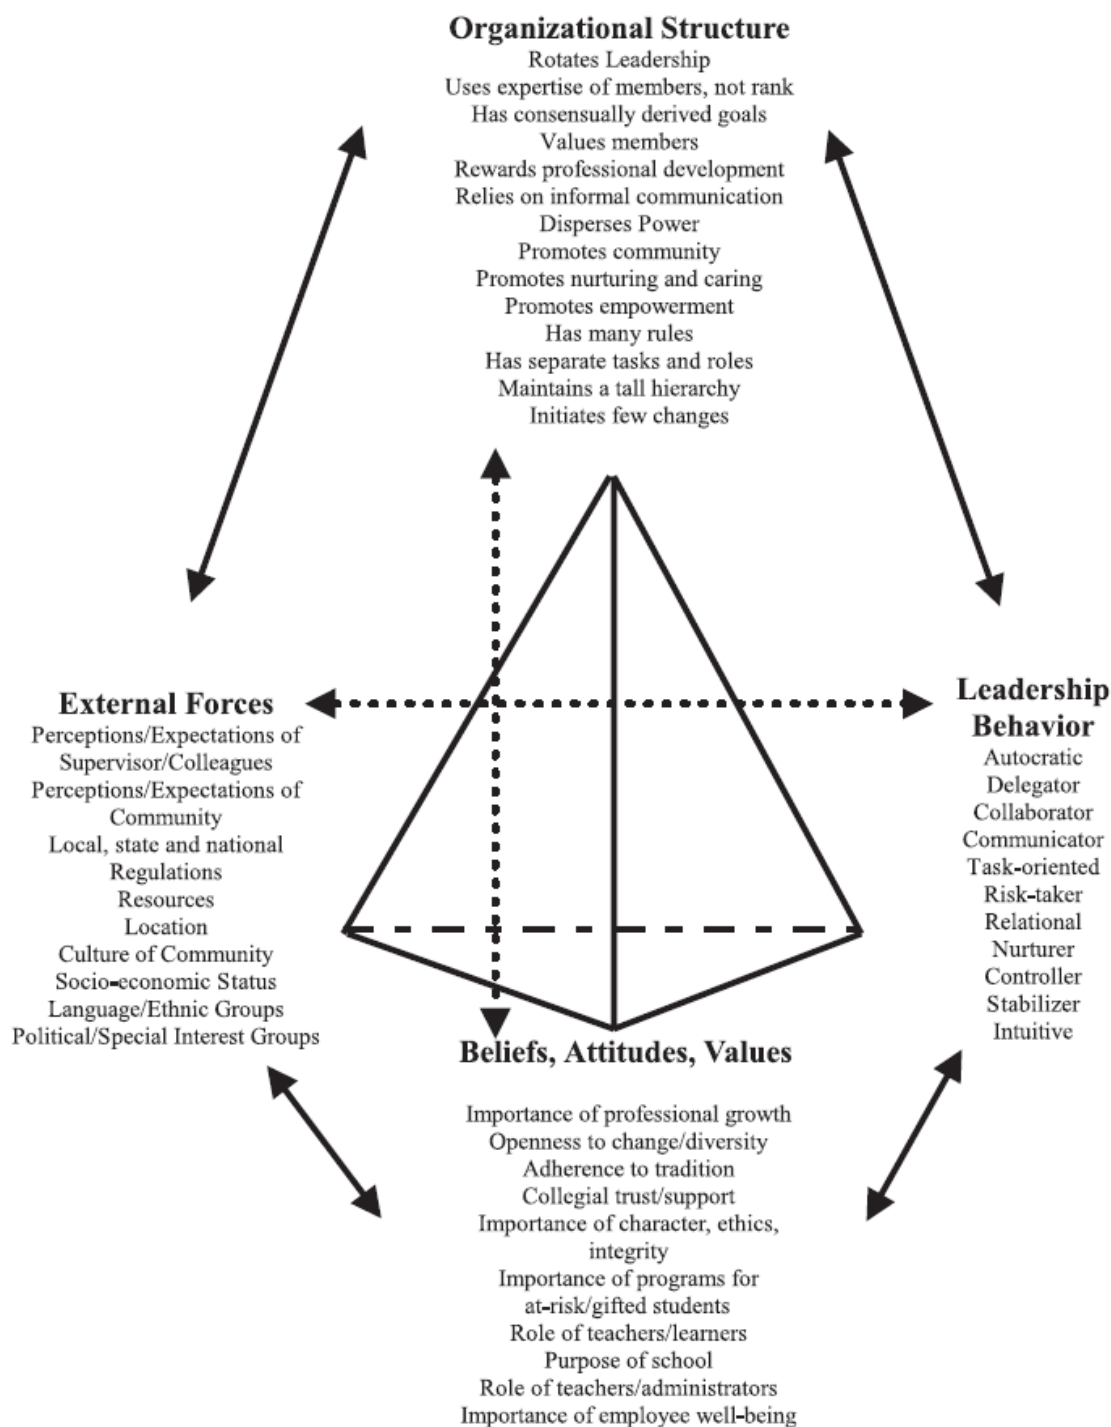 Organizational Structure
Rotates Leadership
Uses expertise of members, not rank
Has consensually derived goals
Values members
Rewards professional development
Relies on informal communication
Disperses Power
Promotes community
Promotes nurturing and caring
Promotes empowerment
Has many rules
Has separate tasks and roles
Maintains a tall hierarchy
Initiates few changes
External Forces
Perceptions/Expectations of
Supervisor/Colleagues
Perceptions/Expectations of
Community
Local, state and national
Regulations
Resources
Location
Culture of Community
Socio-economic Status
Language/Ethnic Groups
Political/Special Interest Groups
Leadership
Behavior
Autocratic
Delegator
Collaborator
Communicator
Task-oriented
Risk-taker
Relational
Nurturer
Controller
Stabilizer
Intuitive
Beliefs, Attitudes, Values
Importance of professional growth
Openness to change/diversity
Adherence to tradition
Collegial trust/support
Importance of character, ethics,
integrity
Importance of programs for
at-risk/gifted students
Role of teachers/learners
Purpose of school
Role of teachers/administrators
Importance of employee well-being